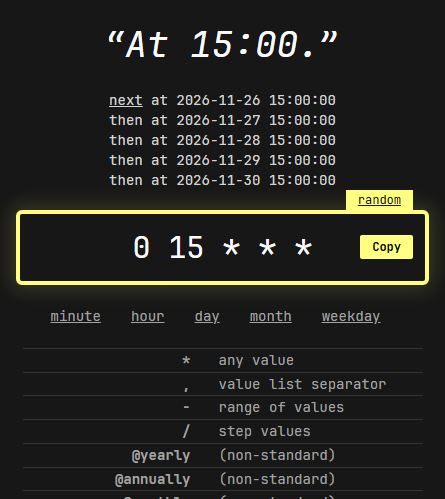 “At 15:00.”
next at 2026-11-26 15:00:00
then at 2026-11-27 15:00:00
then at 2026-11-28 15:00:00
then at 2026-11-29 15:00:00
then at 2026-11-30 15:00:00
random
0 15 * * *
Copy
minute hour day month weekday
* any value
, value list separator
- range of values
/ step values
@yearly (non-standard)
@annually (non-standard)